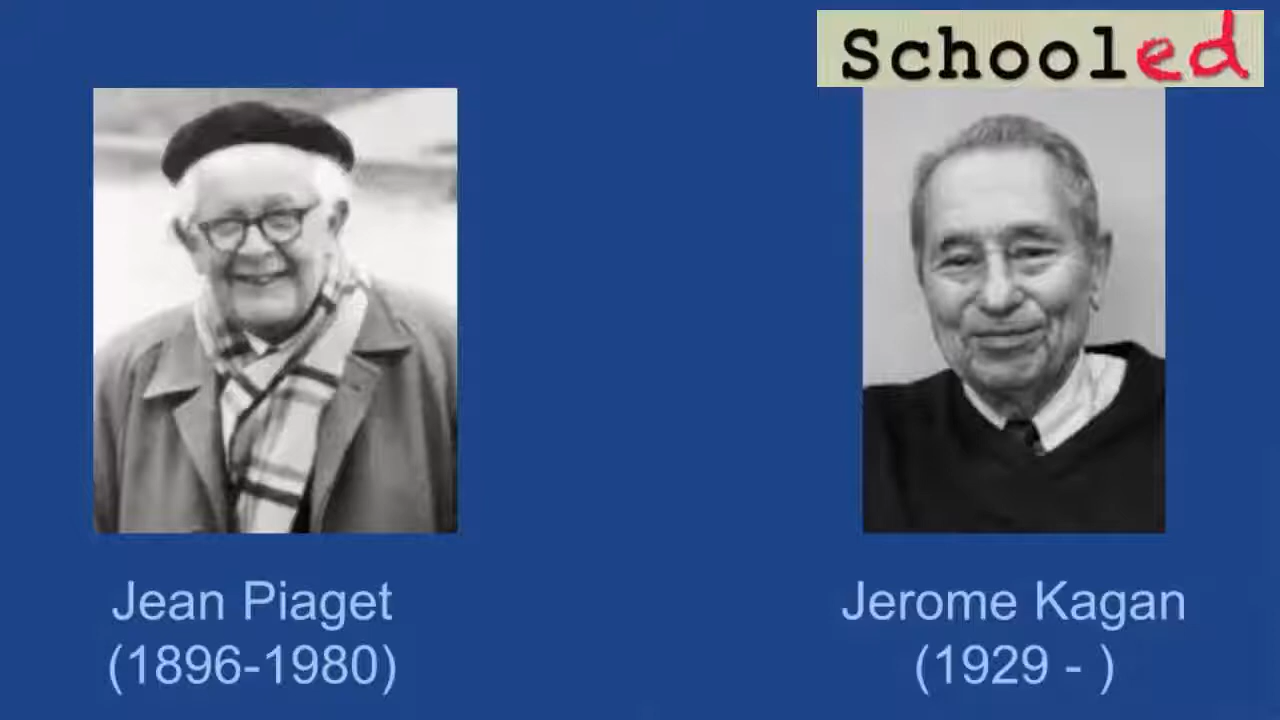 Schooled
Jean Piaget
(1896-1980)
Jerome Kagan
(1929 - )